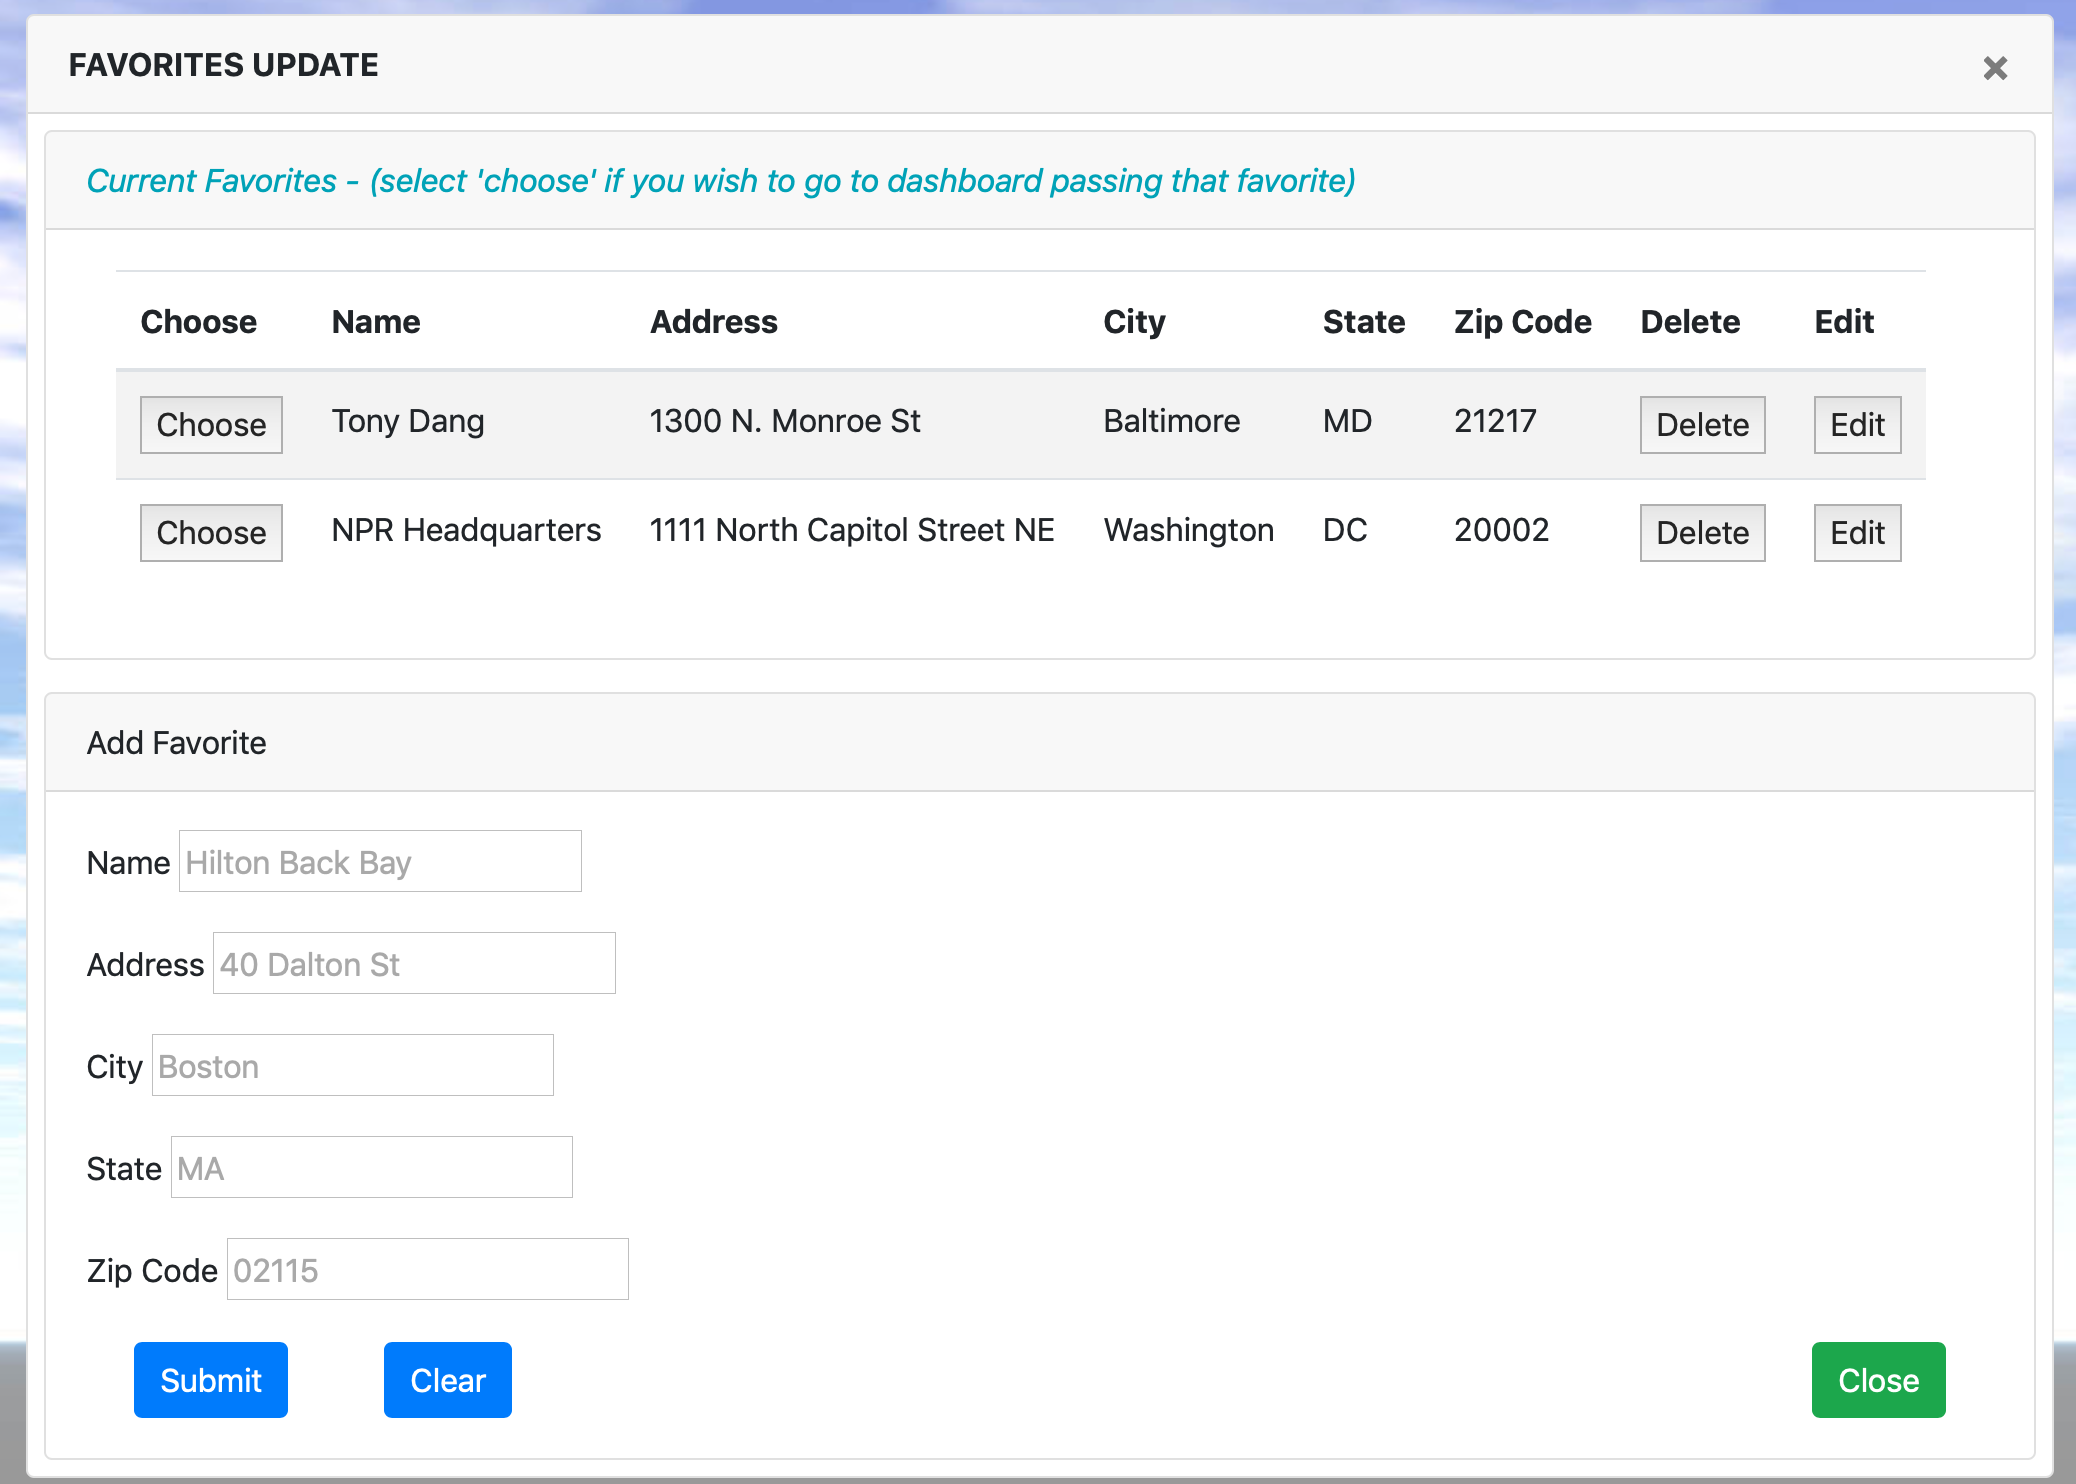 FAVORITES UPDATE ×
Current Favorites - (select 'choose' if you wish to go to dashboard passing that favorite)
Choose Name Address City State Zip Code Delete Edit
Choose Tony Dang 1300 N. Monroe St Baltimore MD 21217 Delete Edit
Choose NPR Headquarters 1111 North Capitol Street NE Washington DC 20002 Delete Edit
Add Favorite
Name Hilton Back Bay
Address 40 Dalton St
City Boston
State MA
Zip Code 02115
Submit Clear Close